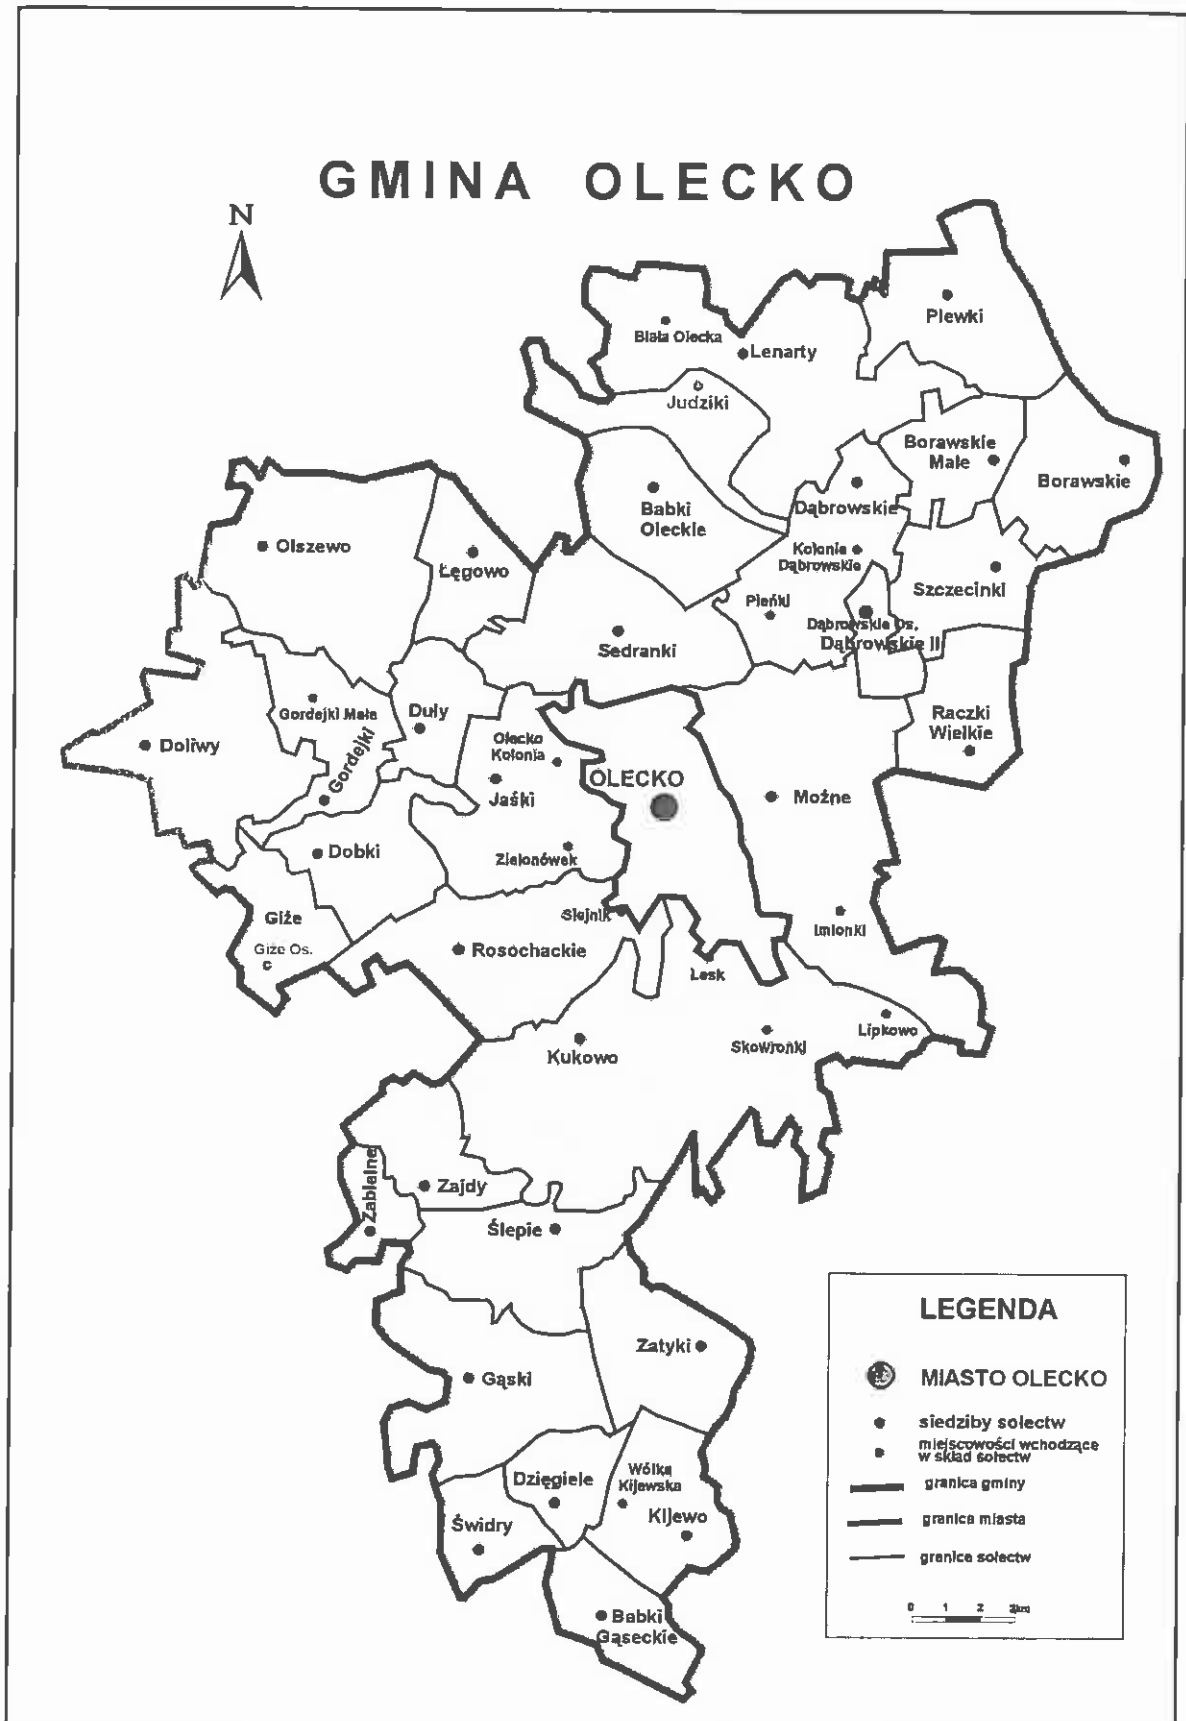 GMINA OLECKO
N
Plewki
Biała Olecka
Lenarty
Judziki
Borawskie
Małe
Borawskie
Babki
Oleckie
Dąbrowskie
Olszewo
Łęgowo
Kolonia
Dąbrowskie
Szczecinki
Pieńki
Dąbrowskie Os.
Dąbrowskie II
Sedranki
Gordejki Małe
Duły
Raczki
Wielkie
Doliwy
Gordejki
Olecko
Kolonia
OLECKO
Jaśki
Możne
Dobki
Zielonówek
Giże
Siejnik
Imionki
Giże Os.
Rosochackie
Lesk
Kukowo
Skowronki
Lipkowo
Zabielne
Zajdy
Ślepie
Zatyki
Gąski
Dzięgiele
Wólka
Kijewska
Świdry
Kijewo
Babki
Gąseckie
LEGENDA
MIASTO OLECKO
siedziby sołectw
miejscowości wchodzące
w skład sołectw
granica gminy
granica miasta
granice sołectw
0 1 2 3km